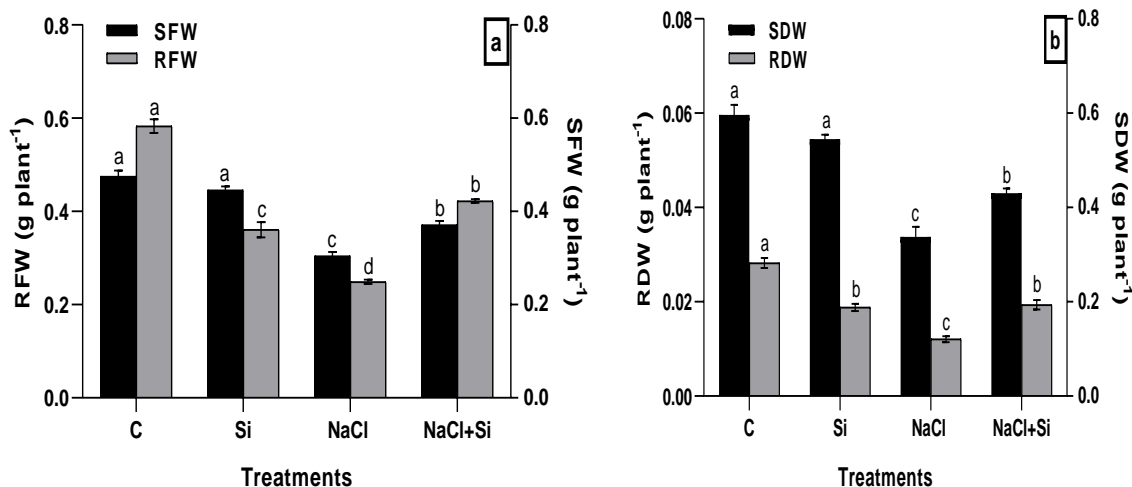 SFW
RFW
a
RFW (g plant⁻¹)
0.8
0.6
0.4
0.2
0.0
a
a
a
c
c
d
b
b
0.8
0.6
0.4
0.2
0.0
SFW (g plant⁻¹)
C Si NaCl NaCl+Si
Treatments
SDW
RDW
b
RDW (g plant⁻¹)
0.08
0.06
0.04
0.02
0.00
a
a
a
b
c
c
b
b
0.8
0.6
0.4
0.2
0.0
SDW (g plant⁻¹)
C Si NaCl NaCl+Si
Treatments